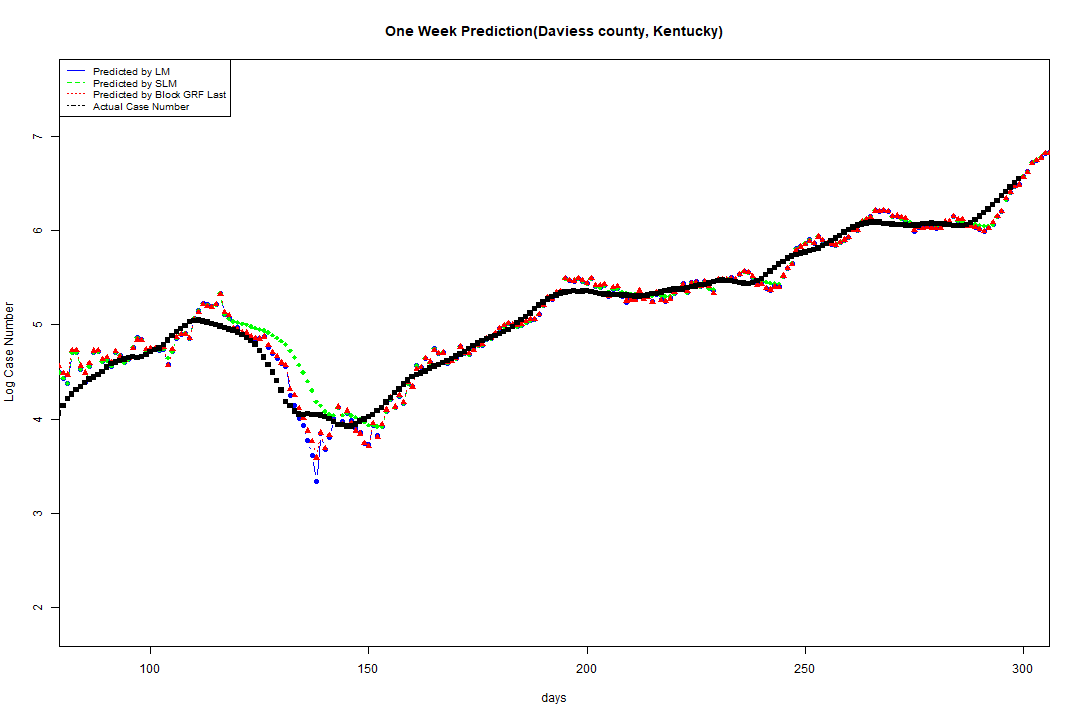 One Week Prediction(Daviess county, Kentucky)
Predicted by LM
Predicted by SLM
Predicted by Block GRF Last
Actual Case Number
Log Case Number
7
6
5
4
3
2
100 150 200 250 300
days